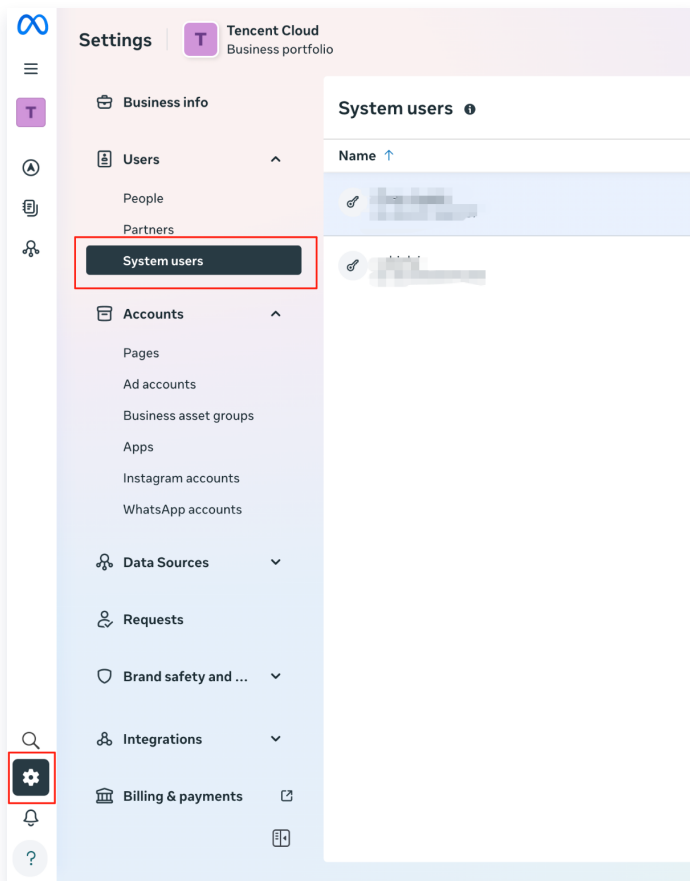 Settings
T
Tencent Cloud
Business portfolio
T
Business info
Users
People
Partners
System users
Accounts
Pages
Ad accounts
Business asset groups
Apps
Instagram accounts
WhatsApp accounts
Data Sources
Requests
Brand safety and ...
Integrations
Billing & payments
?
System users
Name ↑